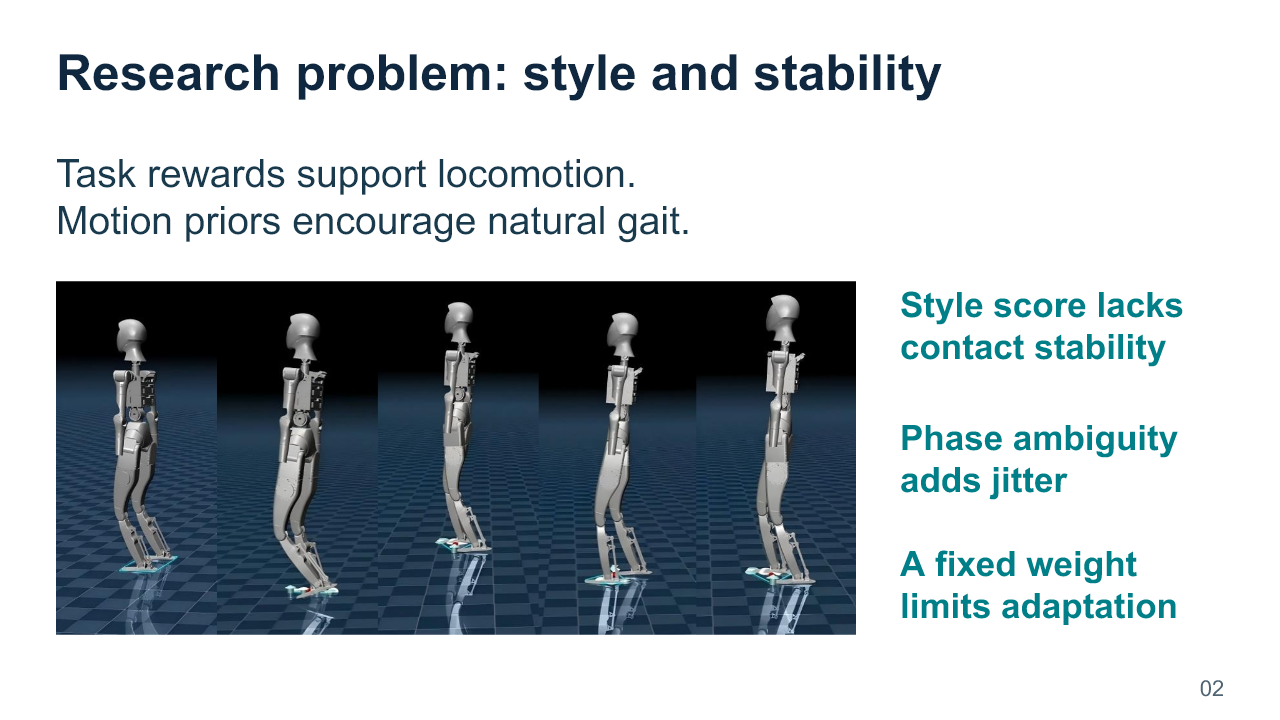 Research problem: style and stability
Task rewards support locomotion.
Motion priors encourage natural gait.
Style score lacks
contact stability
Phase ambiguity
adds jitter
A fixed weight
limits adaptation
02